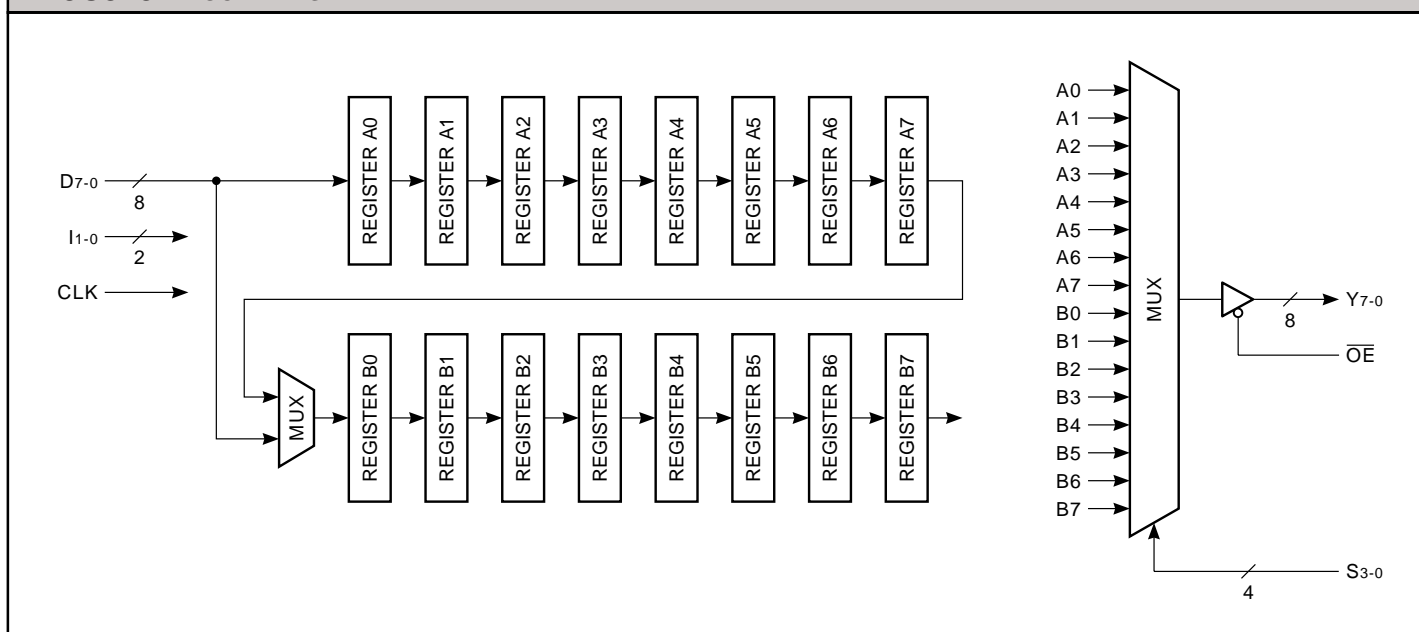 REGISTER A0
REGISTER A1
REGISTER A2
REGISTER A3
REGISTER A4
REGISTER A5
REGISTER A6
REGISTER A7
D7-0
8
I1-0
2
CLK
MUX
REGISTER B0
REGISTER B1
REGISTER B2
REGISTER B3
REGISTER B4
REGISTER B5
REGISTER B6
REGISTER B7
A0
A1
A2
A3
A4
A5
A6
A7
B0
B1
B2
B3
B4
B5
B6
B7
MUX
8
Y7-0
OE
S3-0
4